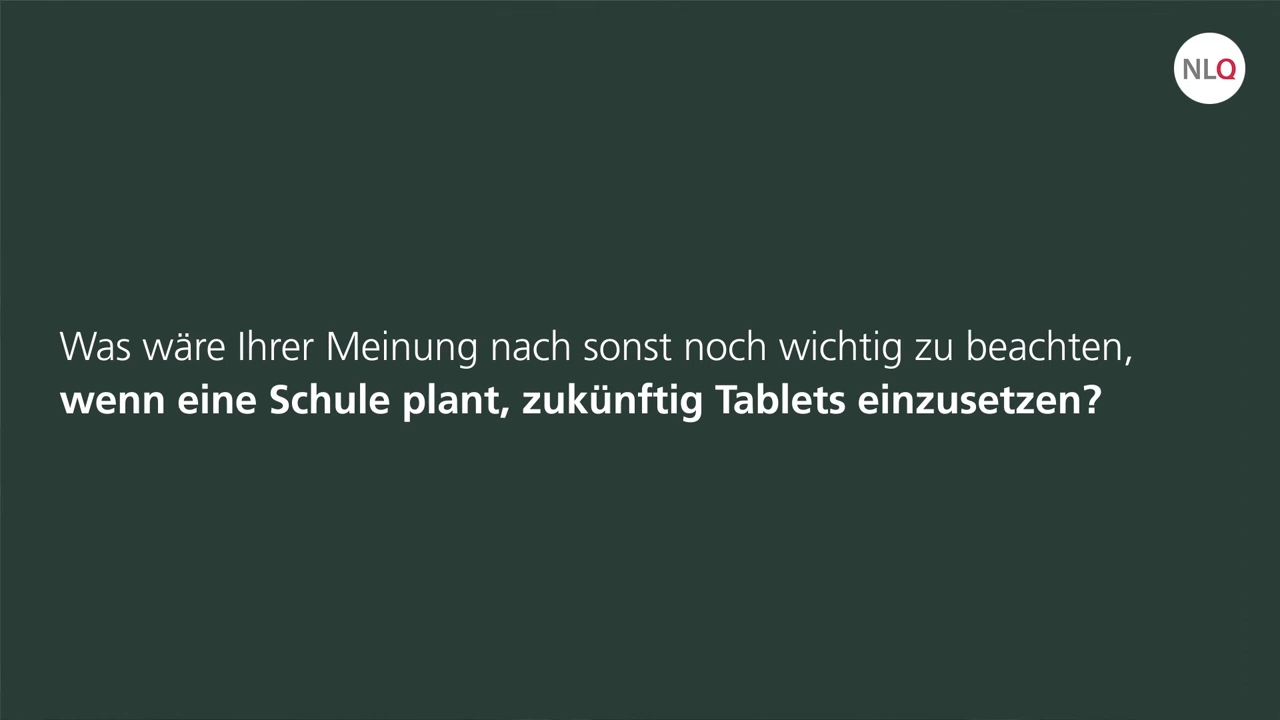 NLQ
Was wäre Ihrer Meinung nach sonst noch wichtig zu beachten,
wenn eine Schule plant, zukünftig Tablets einzusetzen?